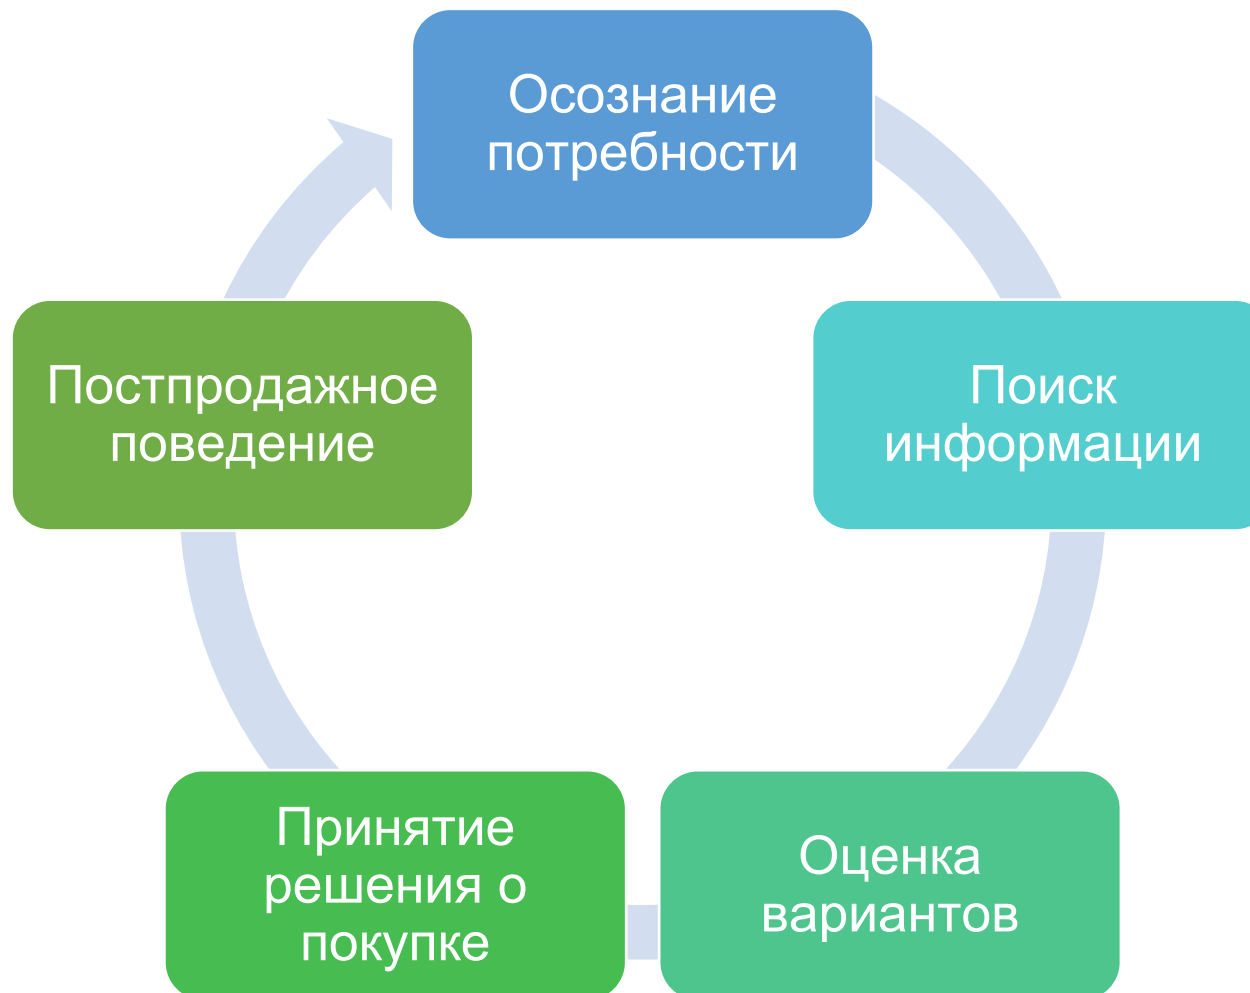 Осознание
потребности
Поиск
информации
Оценка
вариантов
Принятие
решения о
покупке
Постпродажное
поведение